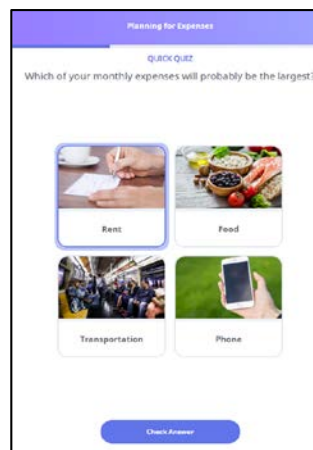 Planning for Expenses
QUICK QUIZ
Which of your monthly expenses will probably be the largest?
Rent
Food
Transportation
Phone
Check Answer